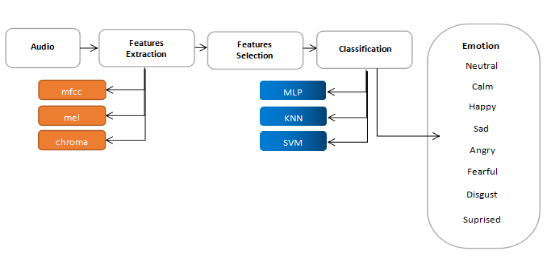 Audio
Features
Extraction
Features
Selection
Classification
mfcc
mel
chroma
MLP
KNN
SVM
Emotion
Neutral
Calm
Happy
Sad
Angry
Fearful
Disgust
Suprised